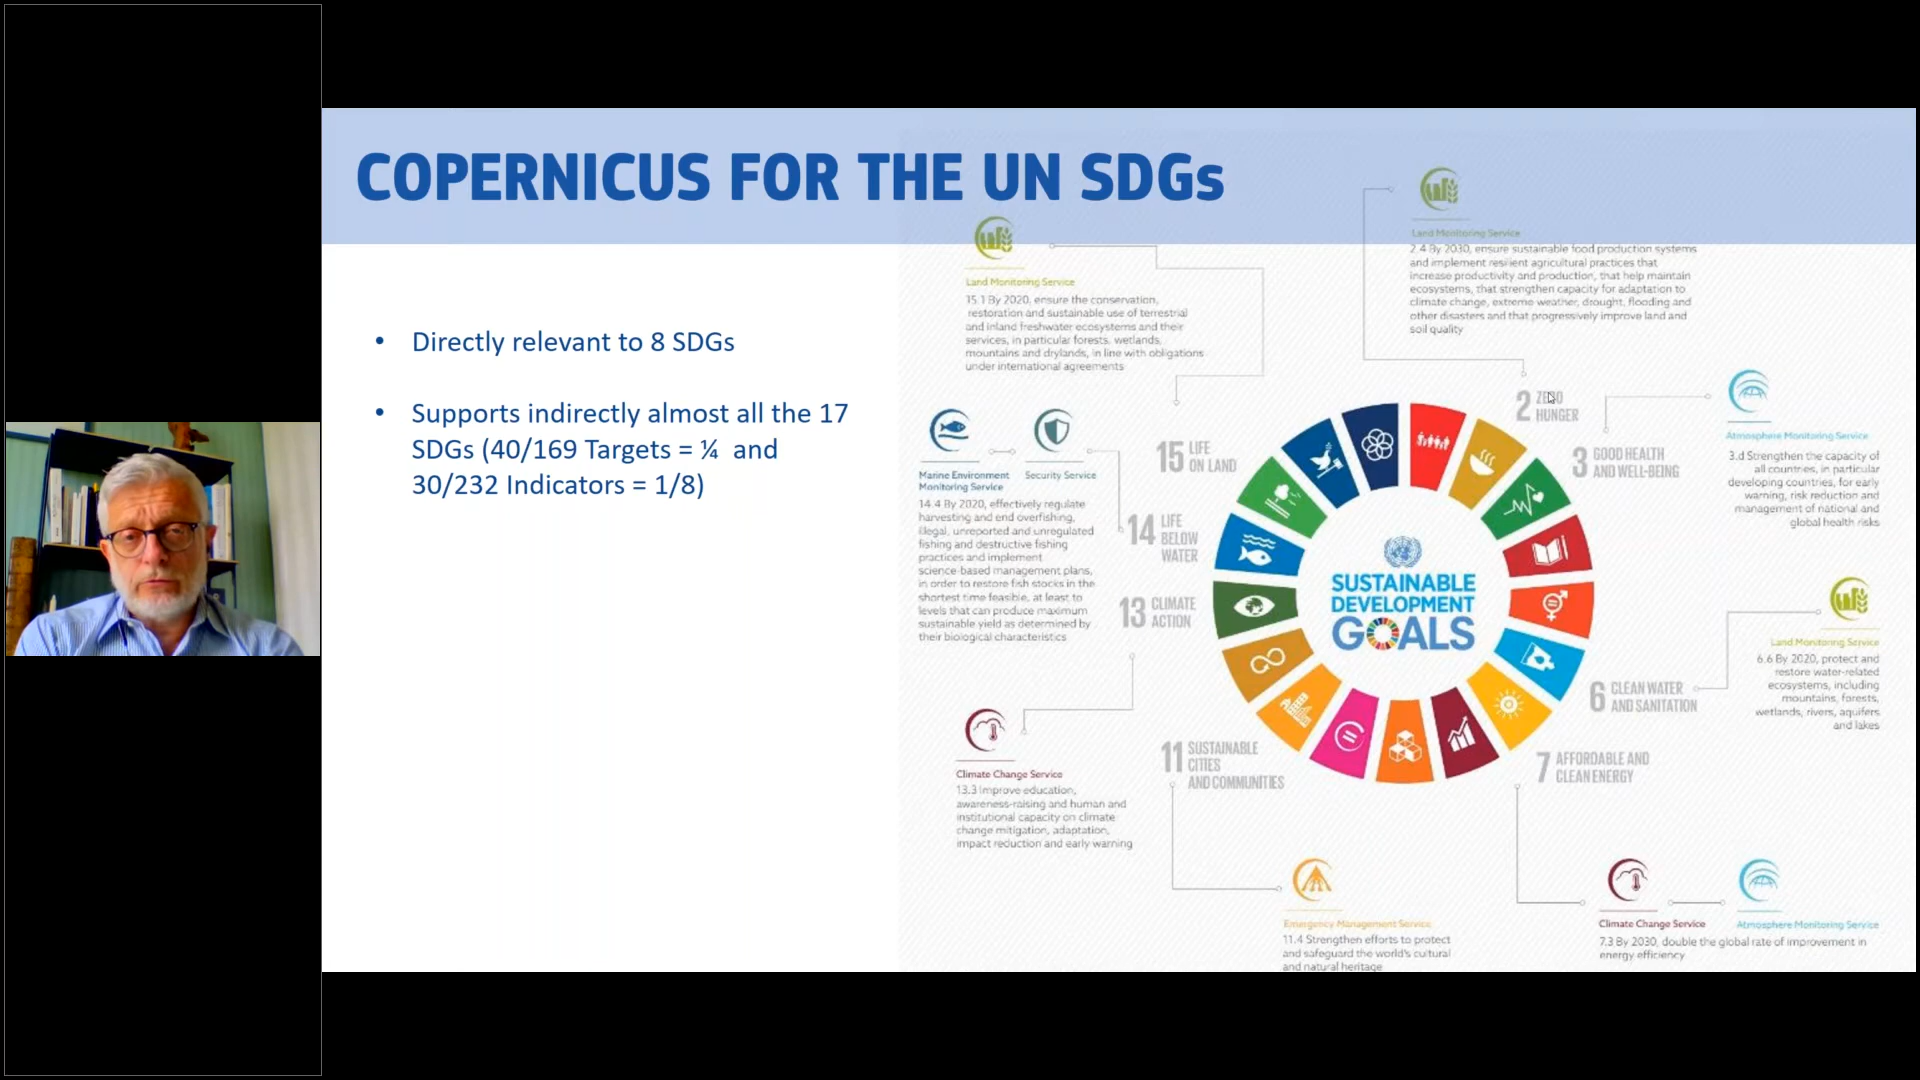 COPERNICUS FOR THE UN SDGs
• Directly relevant to 8 SDGs
• Supports indirectly almost all the 17
SDGs (40/169 Targets = ¼ and
30/232 Indicators = 1/8)
Land Monitoring Service
15.1 By 2020, ensure the conservation,
restoration and sustainable use of terrestrial
and inland freshwater ecosystems and their
services, in particular forests, wetlands,
mountains and drylands, in line with obligations
under international agreements
Land Monitoring Service
2.4 By 2030, ensure sustainable food production systems
and implement resilient agricultural practices that
increase productivity and production, that help maintain
ecosystems, that strengthen capacity for adaptation to
climate change, extreme weather, drought, flooding and
other disasters and that progressively improve land and
soil quality
2 ZERO
HUNGER
3 GOOD HEALTH
AND WELL-BEING
Atmosphere Monitoring Service
3.d Strengthen the capacity of
all countries, in particular
developing countries, for early
warning, risk reduction and
management of national and
global health risks
15 LIFE
ON LAND
Marine Environment
Monitoring Service
Security Service
14.4 By 2020, effectively regulate
harvesting and end overfishing,
illegal, unreported and unregulated
fishing and destructive fishing
practices and implement
science-based management plans,
in order to restore fish stocks in the
shortest time feasible, at least to
levels that can produce maximum
sustainable yield as determined by
their biological characteristics
14 LIFE
BELOW
WATER
13 CLIMATE
ACTION
SUSTAINABLE
DEVELOPMENT
GOALS
Land Monitoring Service
6.6 By 2020, protect and
restore water-related
ecosystems, including
mountains, forests,
wetlands, rivers, aquifers
and lakes
6 CLEAN WATER
AND SANITATION
7 AFFORDABLE AND
CLEAN ENERGY
11 SUSTAINABLE
CITIES
AND COMMUNITIES
Climate Change Service
13.3 Improve education,
awareness-raising and human and
institutional capacity on climate
change mitigation, adaptation,
impact reduction and early warning
Emergency Management Service
11.4 Strengthen efforts to protect
and safeguard the world's cultural
and natural heritage
Climate Change Service
Atmosphere Monitoring Service
7.3 By 2030, double the global rate of improvement in
energy efficiency